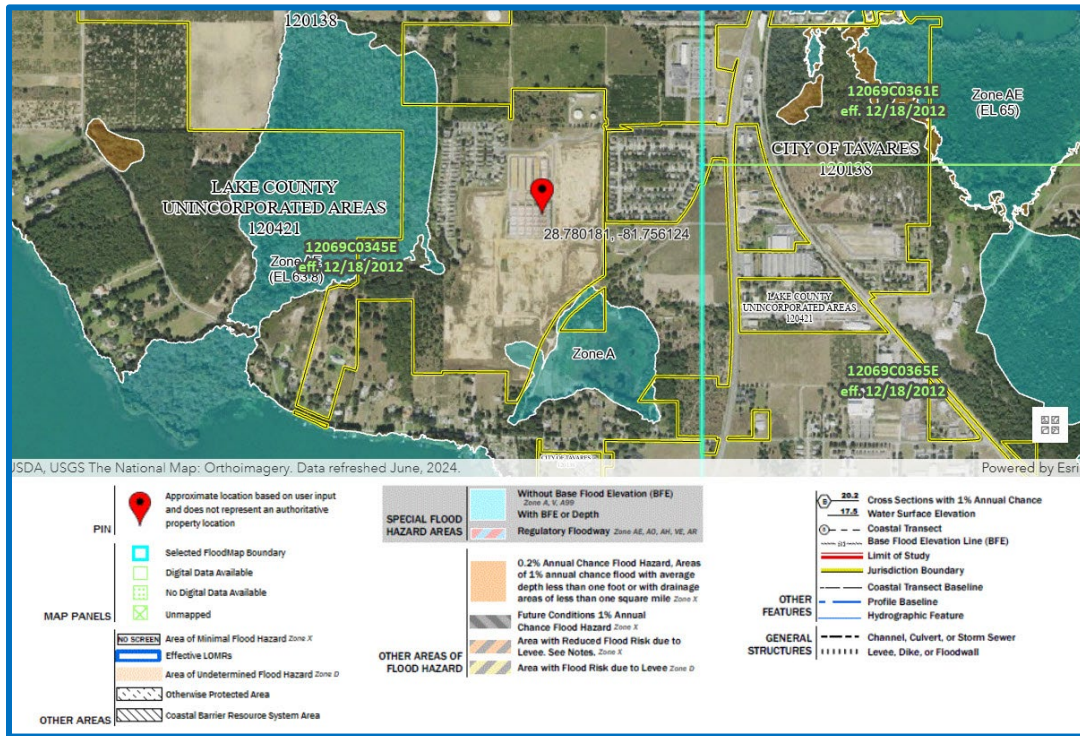 120138
12069C0361E
eff. 12/18/2012
Zone AE
(EL 65)
CITY OF TAVARES
120138
LAKE COUNTY
UNINCORPORATED AREAS
120421
28.780181, -81.756124
12069C0345E
eff. 12/18/2012
Zone AE
(EL 63.8)
LAKE COUNTY
UNINCORPORATED AREAS
120421
Zone A
12069C0365E
eff. 12/18/2012
CITY OF TAVARES
USDA, USGS The National Map: Orthoimagery. Data refreshed June, 2024.
Powered by Esri
PIN
Approximate location based on user input
and does not represent an authoritative
property location
MAP PANELS
Selected FloodMap Boundary
Digital Data Available
No Digital Data Available
Unmapped
OTHER AREAS
NO SCREEN Area of Minimal Flood Hazard Zone X
Effective LOMRs
Area of Undetermined Flood Hazard Zone D
Otherwise Protected Area
Coastal Barrier Resource System Area
SPECIAL FLOOD
HAZARD AREAS
Without Base Flood Elevation (BFE)
Zone A, V, A99
With BFE or Depth
Regulatory Floodway Zone AE, AO, AH, VE, AR
OTHER AREAS OF
FLOOD HAZARD
0.2% Annual Chance Flood Hazard, Areas
of 1% annual chance flood with average
depth less than one foot or with drainage
areas of less than one square mile Zone X
Future Conditions 1% Annual
Chance Flood Hazard Zone X
Area with Reduced Flood Risk due to
Levee. See Notes. Zone X
Area with Flood Risk due to Levee Zone D
OTHER
FEATURES
20.2 Cross Sections with 1% Annual Chance
17.5 Water Surface Elevation
Coastal Transect
Base Flood Elevation Line (BFE)
Limit of Study
Jurisdiction Boundary
Coastal Transect Baseline
Profile Baseline
Hydrographic Feature
GENERAL
STRUCTURES
Channel, Culvert, or Storm Sewer
Levee, Dike, or Floodwall